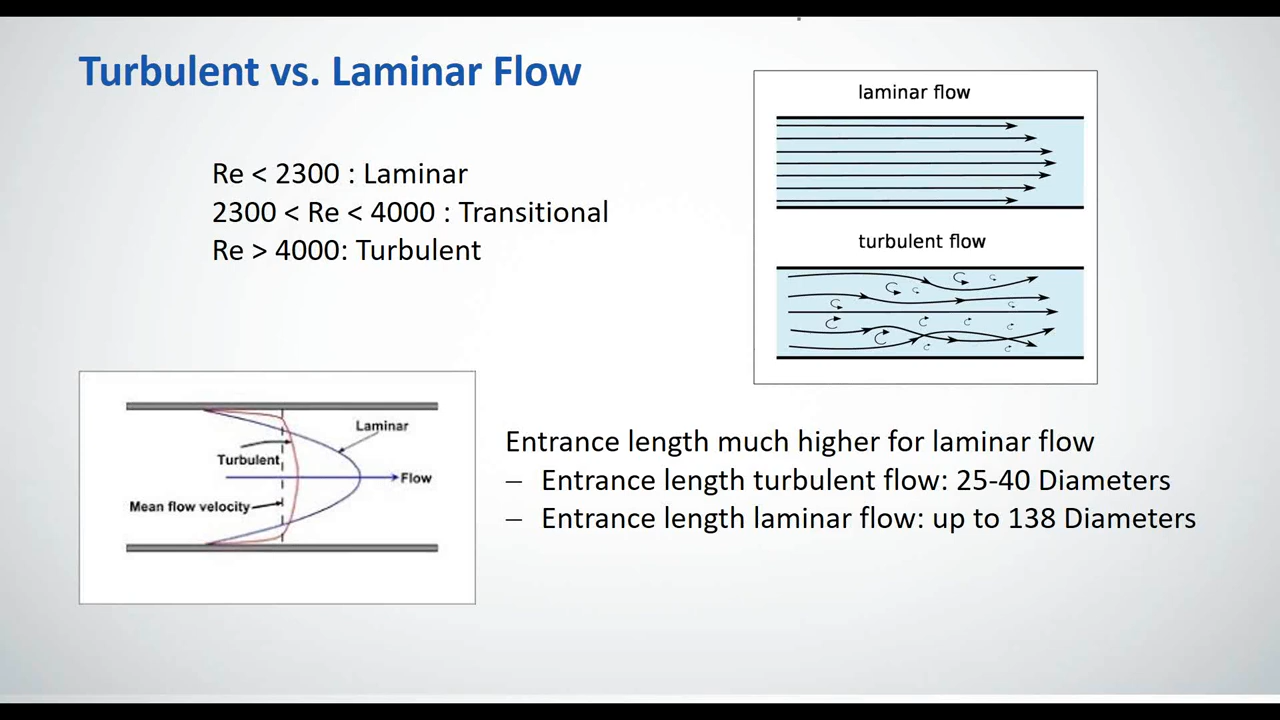 Turbulent vs. Laminar Flow
Re < 2300 : Laminar
2300 < Re < 4000 : Transitional
Re > 4000: Turbulent
laminar flow
turbulent flow
Laminar
Turbulent
Flow
Mean flow velocity
Entrance length much higher for laminar flow
– Entrance length turbulent flow: 25-40 Diameters
– Entrance length laminar flow: up to 138 Diameters